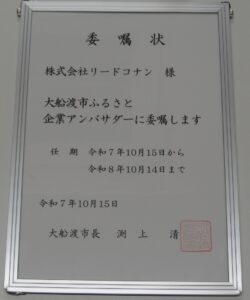 委嘱状
株式会社リードコナン 様
大船渡市ふるさと
企業アンバサダーに委嘱します
任 期 令和7年10月15日から
令和8年10月14日まで
令和7年10月15日
大船渡市長 渕上 清